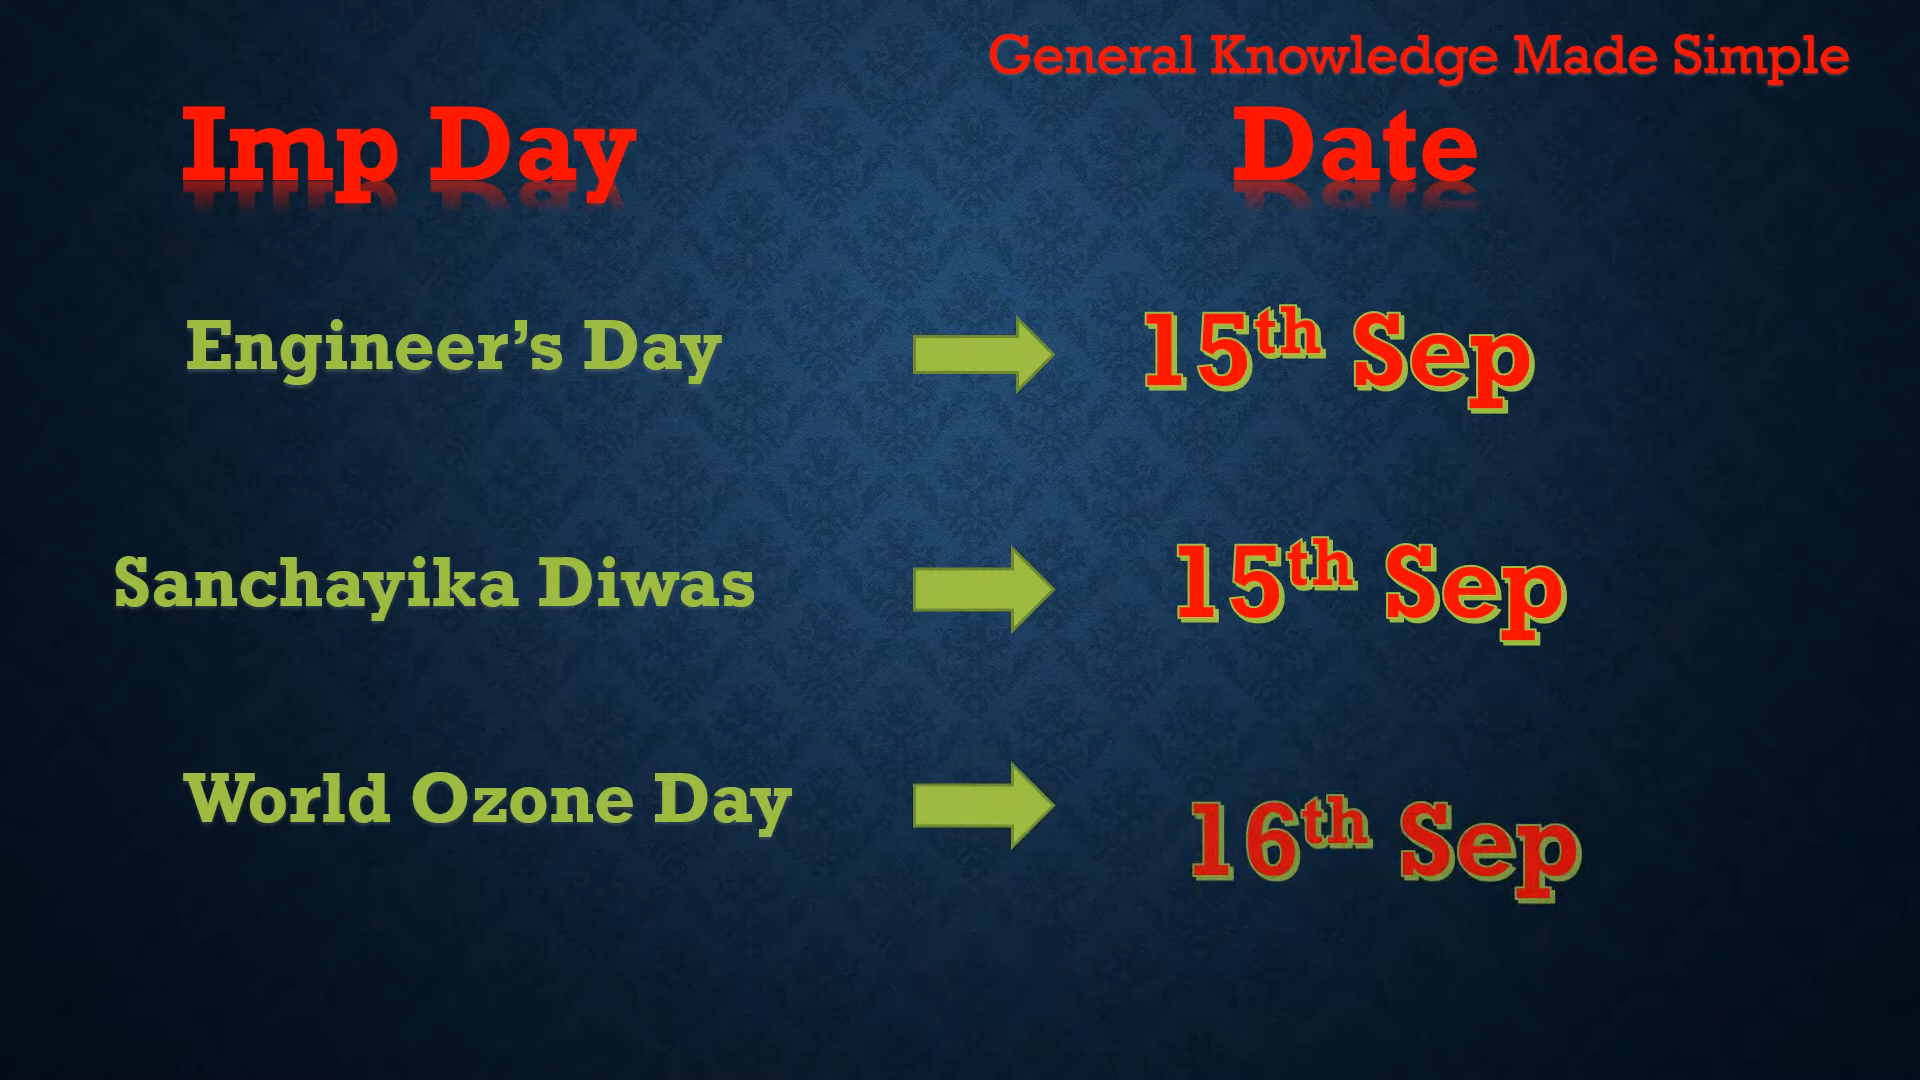 General Knowledge Made Simple
Imp Day Date
Engineer’s Day 15th Sep
Sanchayika Diwas 15th Sep
World Ozone Day 16th Sep